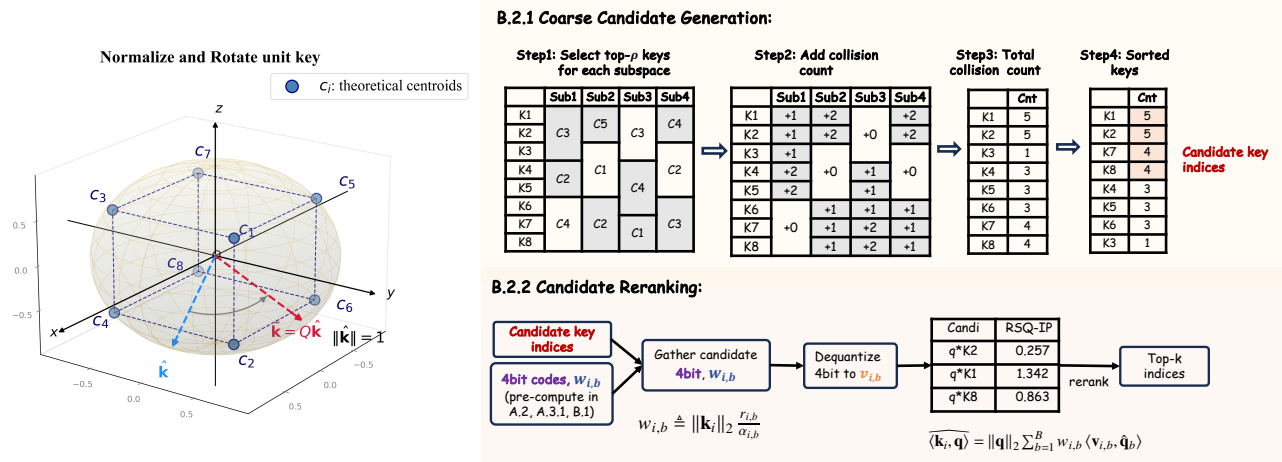 Normalize and Rotate unit key
cᵢ: theoretical centroids
z
c₇
c₃
c₅
c₁
O
c₈
y
c₆
x
c₄
c₂
k̃ = Qk̂
‖k̂‖ = 1
k̂
0.5
0.0
−0.5
−0.5
0.0
0.5
0.5
0.0
−0.5
B.2.1 Coarse Candidate Generation:
Step1: Select top-ρ keys
for each subspace
Sub1 Sub2 Sub3 Sub4
K1
K2
K3
K4
K5
K6
K7
K8
C3 C2 C4
C5 C1 C2
C3 C4 C1
C4 C2 C3
Step2: Add collision
count
Sub1 Sub2 Sub3 Sub4
K1 +1 +2 +2
K2 +1 +2 +0 +2
K3 +1
K4 +2 +0 +1 +0
K5 +2 +1
K6 +1 +1 +1
K7 +0 +1 +2 +1
K8 +1 +2 +1
Step3: Total
collision count
Cnt
K1 5
K2 5
K3 1
K4 3
K5 3
K6 3
K7 4
K8 4
Step4: Sorted
keys
Cnt
K1 5
K2 5
K7 4
K8 4
K4 3
K5 3
K6 3
K3 1
Candidate key
indices
B.2.2 Candidate Reranking:
Candidate key
indices
4bit codes, wᵢ,b
(pre-compute in
A.2, A.3.1, B.1)
Gather candidate
4bit, wᵢ,b
wᵢ,b ≜ ‖kᵢ‖₂ rᵢ,b/αᵢ,b
Dequantize
4bit to vᵢ,b
Candi RSQ-IP
q*K2 0.257
q*K1 1.342
q*K8 0.863
rerank
Top-k
indices
⟨kᵢ, q⟩^ = ‖q‖₂ ∑ᴮb=1 wᵢ,b ⟨vᵢ,b, q̂b⟩